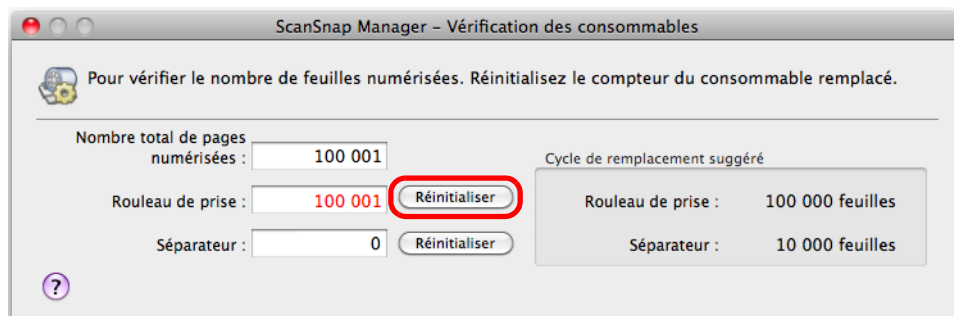 ScanSnap Manager – Vérification des consommables
Pour vérifier le nombre de feuilles numérisées. Réinitialisez le compteur du consommable remplacé.
Nombre total de pages
numérisées : 100 001
Cycle de remplacement suggéré
Rouleau de prise : 100 001 Réinitialiser Rouleau de prise : 100 000 feuilles
Séparateur : 0 Réinitialiser Séparateur : 10 000 feuilles
?